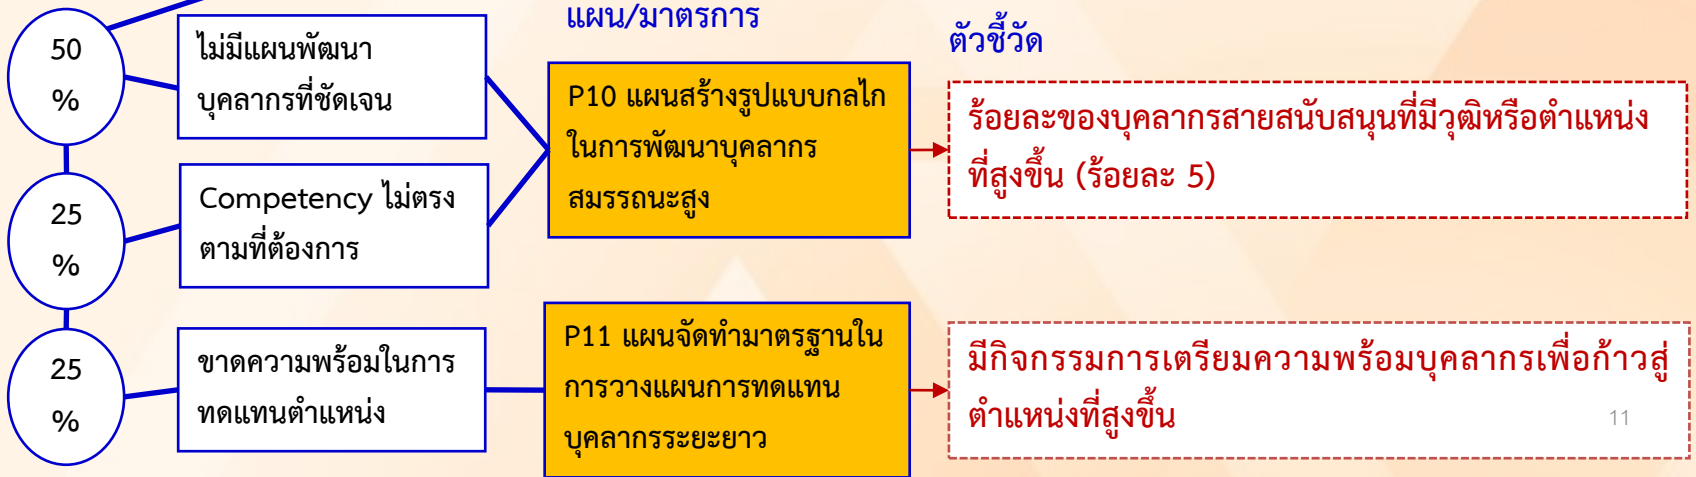 แผน/มาตรการ
ตัวชี้วัด
50
%
ไม่มีแผนพัฒนา
บุคลากรที่ชัดเจน
P10 แผนสร้างรูปแบบกลไก
ในการพัฒนาบุคลากร
สมรรถนะสูง
ร้อยละของบุคลากรสายสนับสนุนที่มีวุฒิหรือตำแหน่ง
ที่สูงขึ้น (ร้อยละ 5)
25
%
Competency ไม่ตรง
ตามที่ต้องการ
25
%
ขาดความพร้อมในการ
ทดแทนตำแหน่ง
P11 แผนจัดทำมาตรฐานใน
การวางแผนการทดแทน
บุคลากรระยะยาว
มีกิจกรรมการเตรียมความพร้อมบุคลากรเพื่อก้าวสู่
ตำแหน่งที่สูงขึ้น
11